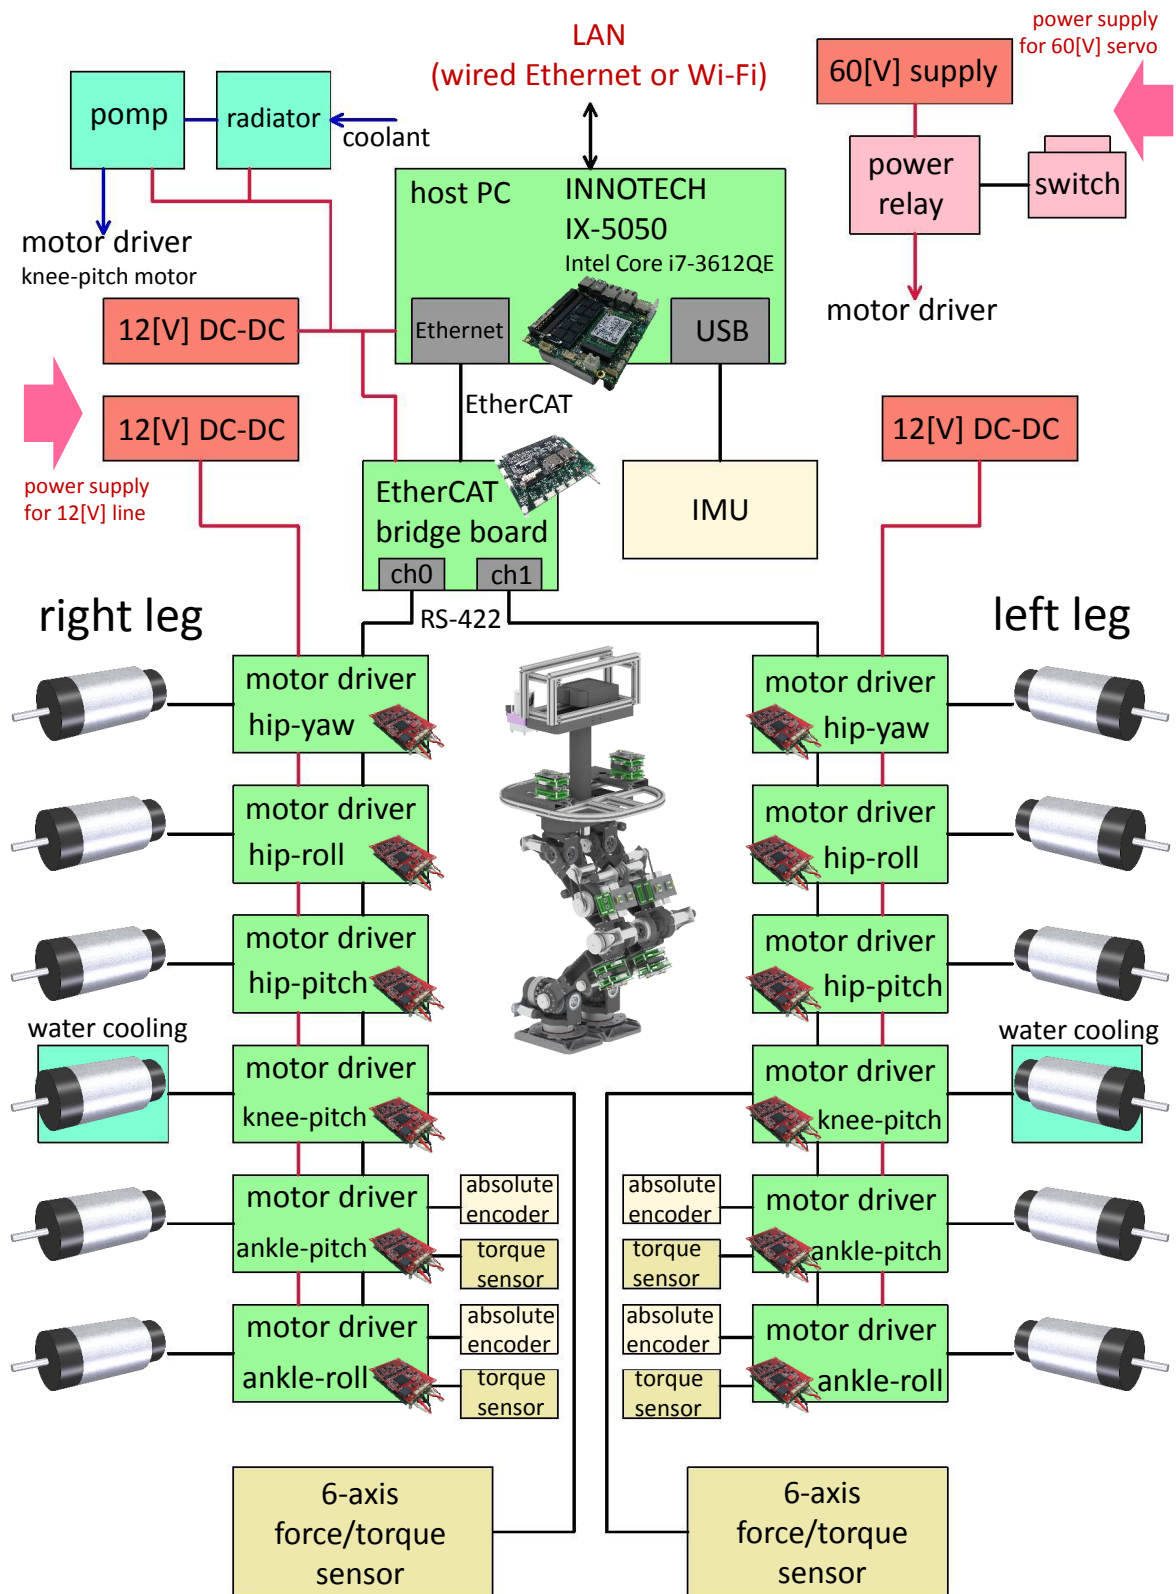 LAN
(wired Ethernet or Wi-Fi)
power supply
for 60[V] servo
60[V] supply
pomp
radiator
coolant
power
relay
switch
host PC
INNOTECH
IX-5050
Intel Core i7-3612QE
motor driver
knee-pitch motor
motor driver
12[V] DC-DC
Ethernet
USB
EtherCAT
12[V] DC-DC
12[V] DC-DC
power supply
for 12[V] line
EtherCAT
bridge board
ch0
ch1
IMU
RS-422
right leg
left leg
motor driver
hip-yaw
motor driver
hip-yaw
motor driver
hip-roll
motor driver
hip-roll
motor driver
hip-pitch
motor driver
hip-pitch
water cooling
water cooling
motor driver
knee-pitch
motor driver
knee-pitch
motor driver
ankle-pitch
absolute
encoder
torque
sensor
absolute
encoder
torque
sensor
motor driver
ankle-pitch
motor driver
ankle-roll
absolute
encoder
torque
sensor
absolute
encoder
torque
sensor
motor driver
ankle-roll
6-axis
force/torque
sensor
6-axis
force/torque
sensor